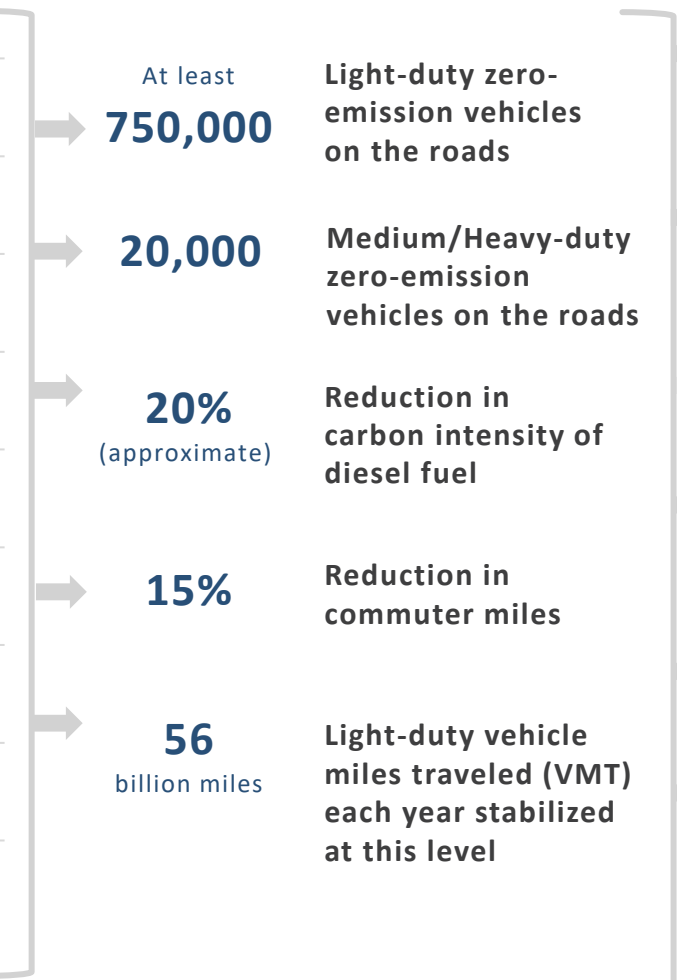 At least
750,000
Light-duty zero-
emission vehicles
on the roads
20,000
Medium/Heavy-duty
zero-emission
vehicles on the roads
20%
(approximate)
Reduction in
carbon intensity of
diesel fuel
15%
Reduction in
commuter miles
56
billion miles
Light-duty vehicle
miles traveled (VMT)
each year stabilized
at this level